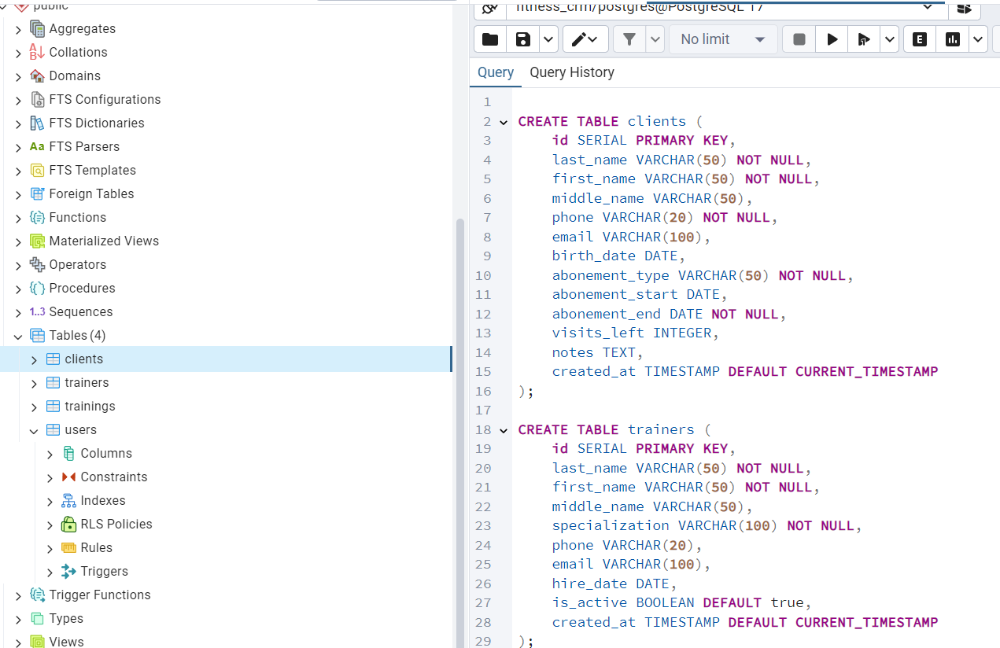 public
Aggregates
Collations
Domains
FTS Configurations
FTS Dictionaries
Aa FTS Parsers
FTS Templates
Foreign Tables
Functions
Materialized Views
Operators
Procedures
1..3 Sequences
Tables (4)
clients
trainers
trainings
users
Columns
Constraints
Indexes
RLS Policies
Rules
Triggers
Trigger Functions
Types
Views
fitness_crm/postgres@PostgreSQL 17
No limit
E
Query Query History
1
2 CREATE TABLE clients (
3 id SERIAL PRIMARY KEY,
4 last_name VARCHAR(50) NOT NULL,
5 first_name VARCHAR(50) NOT NULL,
6 middle_name VARCHAR(50),
7 phone VARCHAR(20) NOT NULL,
8 email VARCHAR(100),
9 birth_date DATE,
10 abonement_type VARCHAR(50) NOT NULL,
11 abonement_start DATE,
12 abonement_end DATE NOT NULL,
13 visits_left INTEGER,
14 notes TEXT,
15 created_at TIMESTAMP DEFAULT CURRENT_TIMESTAMP
16 );
17
18 CREATE TABLE trainers (
19 id SERIAL PRIMARY KEY,
20 last_name VARCHAR(50) NOT NULL,
21 first_name VARCHAR(50) NOT NULL,
22 middle_name VARCHAR(50),
23 specialization VARCHAR(100) NOT NULL,
24 phone VARCHAR(20),
25 email VARCHAR(100),
26 hire_date DATE,
27 is_active BOOLEAN DEFAULT true,
28 created_at TIMESTAMP DEFAULT CURRENT_TIMESTAMP
29 );